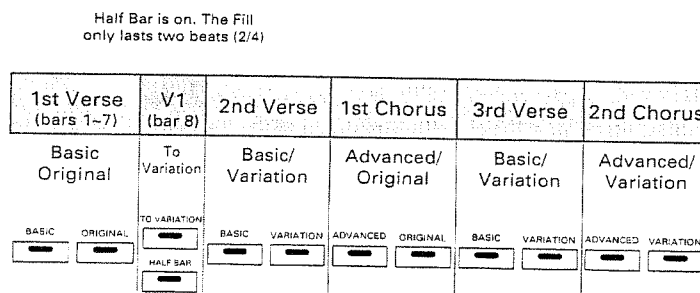 Half Bar is on. The Fill
only lasts two beats (2/4)
1st Verse
(bars 1~7)
V1
(bar 8)
2nd Verse
1st Chorus
3rd Verse
2nd Chorus
Basic
Original
To
Variation
Basic/
Variation
Advanced/
Original
Basic/
Variation
Advanced/
Variation
BASIC ORIGINAL
TO VARIATION
HALF BAR
BASIC VARIATION
ADVANCED ORIGINAL
BASIC VARIATION
ADVANCED VARIATION